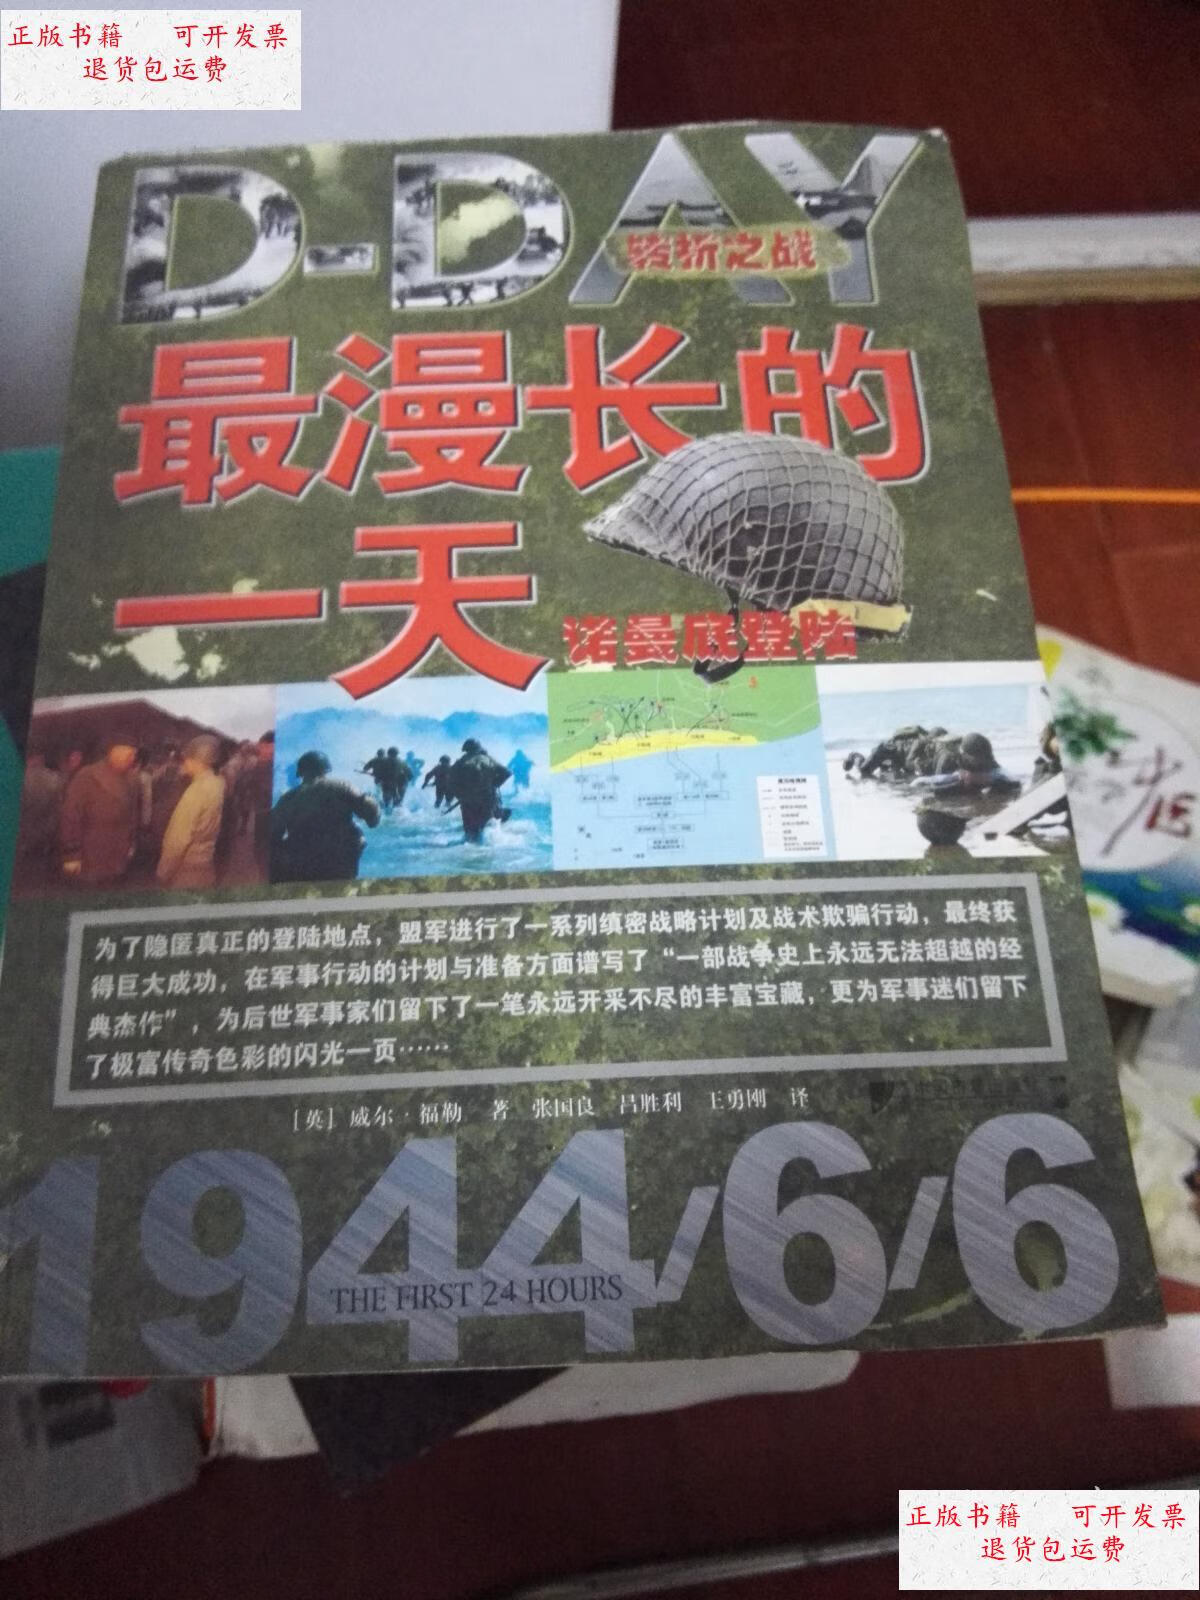 正版书籍 可开发票
退货包运费
D-DAY
转折之战
最漫长的
一天
诺曼底登陆
为了隐匿真正的登陆地点，盟军进行了一系列缜密战略计划及战术欺骗行动，最终获
得巨大成功，在军事行动的计划与准备方面谱写了“一部战争史上永远无法超越的经
典杰作”，为后世军事家们留下了一笔永远开采不尽的丰富宝藏，更为军事迷们留下
了极富传奇色彩的闪光一页……
[英] 威尔·福勒 著 张国良 吕胜利 王勇刚 译
1944/6/6
THE FIRST 24 HOURS
正版书籍 可开发票
退货包运费